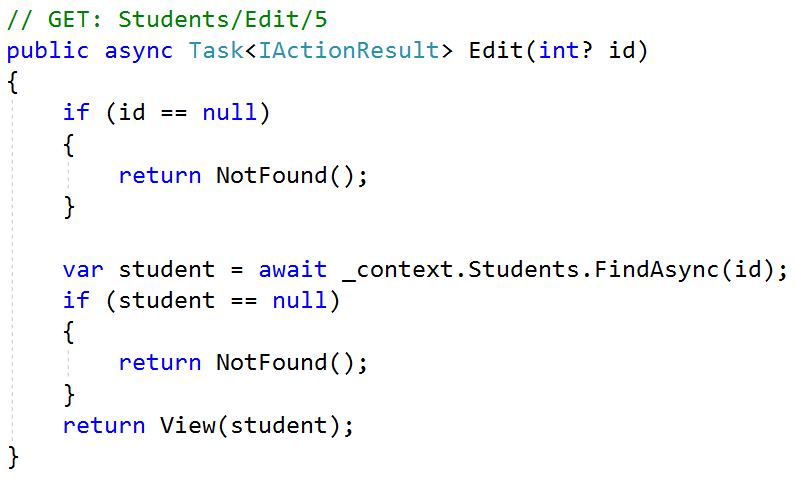 // GET: Students/Edit/5
public async Task<IActionResult> Edit(int? id)
{
    if (id == null)
    {
        return NotFound();
    }

    var student = await _context.Students.FindAsync(id);
    if (student == null)
    {
        return NotFound();
    }
    return View(student);
}